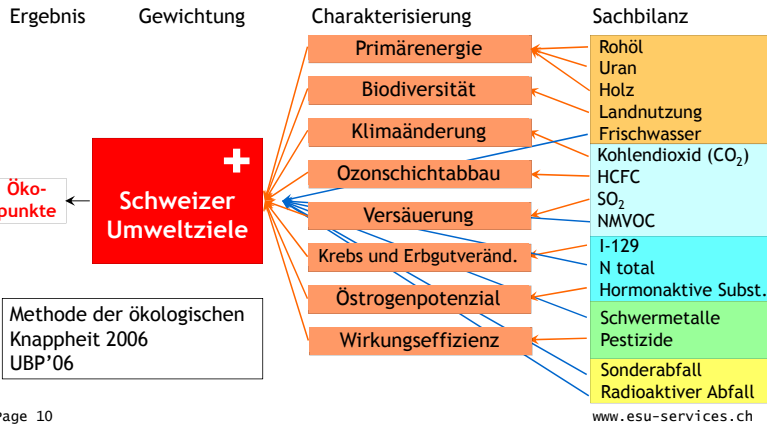 Ergebnis
Gewichtung
Charakterisierung
Sachbilanz
Primärenergie
Biodiversität
Klimaänderung
Ozonschichtabbau
Versäuerung
Krebs und Erbgutveränd.
Östrogenpotenzial
Wirkungseffizienz
Rohöl
Uran
Holz
Landnutzung
Frischwasser
Kohlendioxid (CO₂)
HCFC
SO₂
NMVOC
I-129
N total
Hormonaktive Subst.
Schwermetalle
Pestizide
Sonderabfall
Radioaktiver Abfall
Öko-
punkte
Schweizer
Umweltziele
Methode der ökologischen
Knappheit 2006
UBP’06
Page 10
www.esu-services.ch